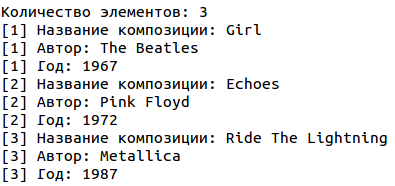 Количество элементов: 3
[1] Название композиции: Girl
[1] Автор: The Beatles
[1] Год: 1967
[2] Название композиции: Echoes
[2] Автор: Pink Floyd
[2] Год: 1972
[3] Название композиции: Ride The Lightning
[3] Автор: Metallica
[3] Год: 1987